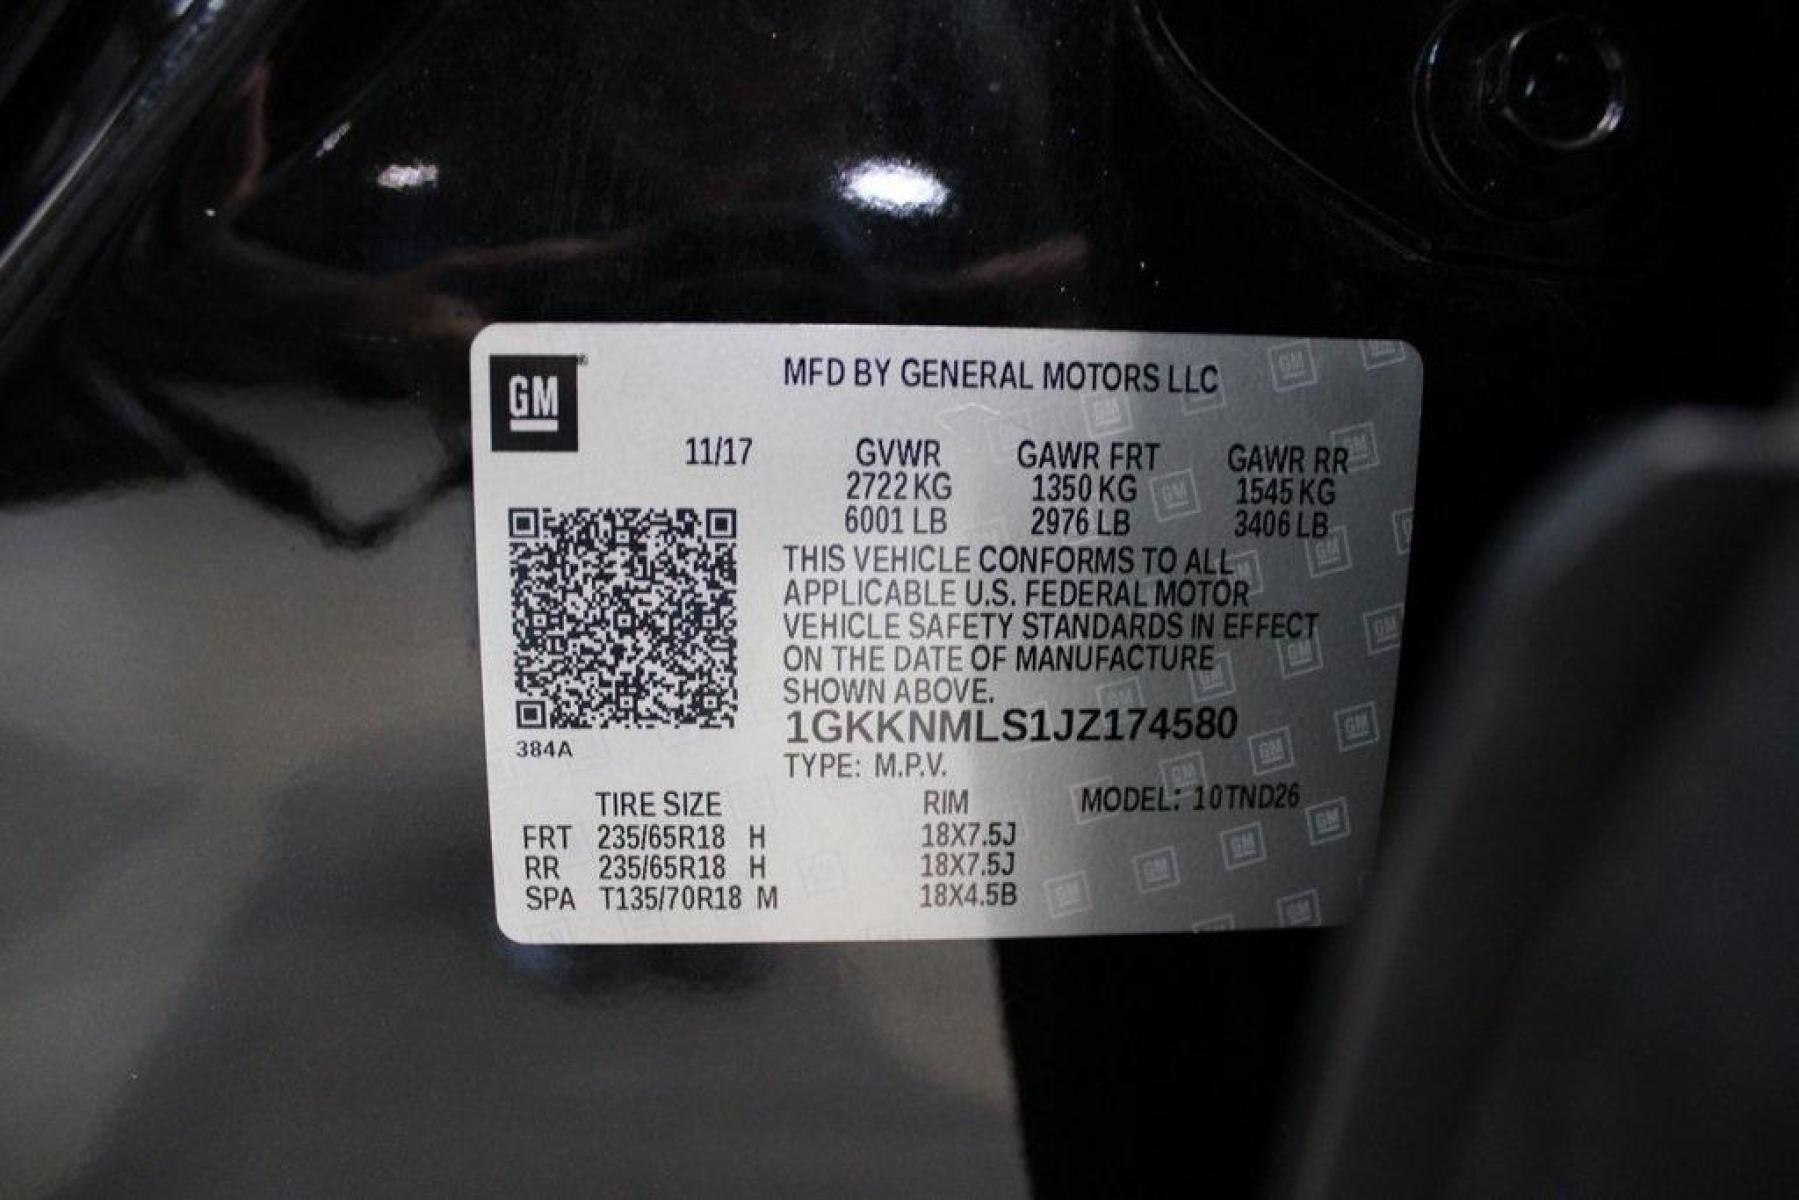 GM
MFD BY GENERAL MOTORS LLC
11/17 GVWR GAWR FRT GAWR RR
2722 KG 1350 KG 1545 KG
6001 LB 2976 LB 3406 LB
THIS VEHICLE CONFORMS TO ALL
APPLICABLE U.S. FEDERAL MOTOR
VEHICLE SAFETY STANDARDS IN EFFECT
ON THE DATE OF MANUFACTURE
SHOWN ABOVE.
1GKKNMLS1JZ174580
384A
TYPE: M.P.V.
TIRE SIZE RIM MODEL: 10TND26
FRT 235/65R18 H 18X7.5J
RR 235/65R18 H 18X7.5J
SPA T135/70R18 M 18X4.5B